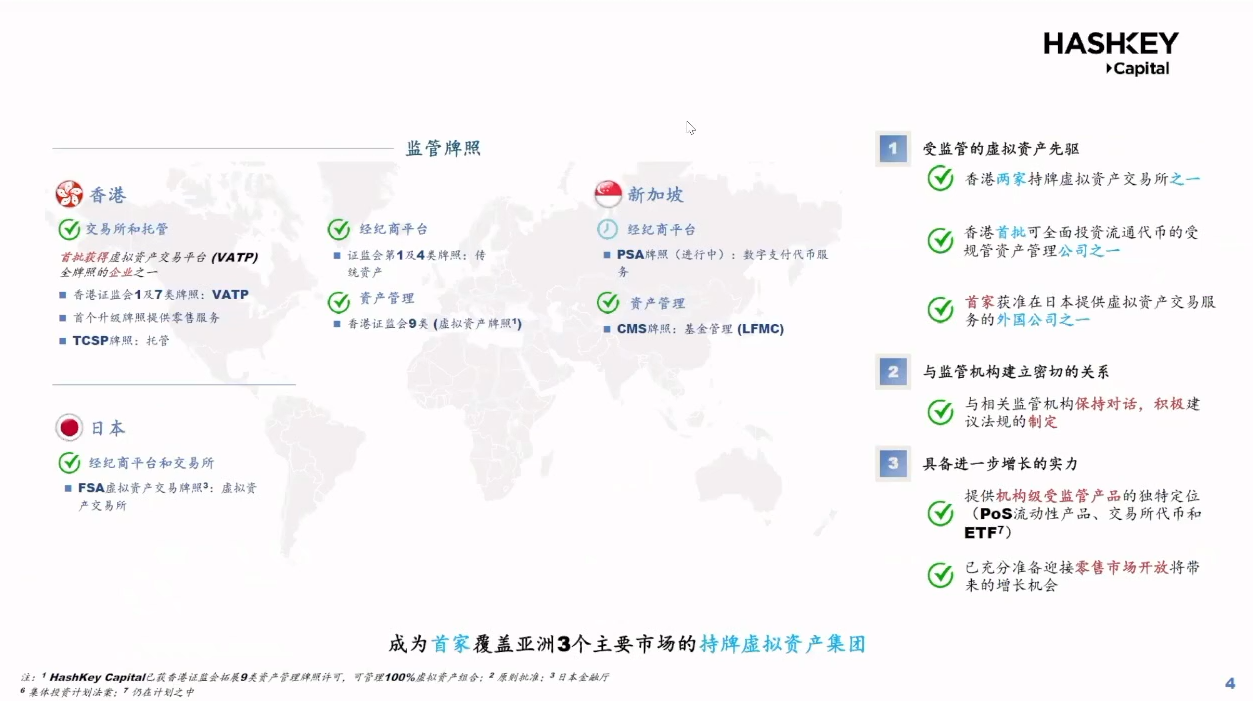 HASHKEY
Capital
监管牌照
香港
交易所和托管
首批获得虚拟资产交易平台 (VATP)
全牌照的企业之一
香港证监会1及7类牌照：VATP
首个升级牌照提供零售服务
TCSP牌照：托管
经纪商平台
证监会第1及4类牌照：传
统资产
资产管理
香港证监会9类 (虚拟资产牌照¹)
新加坡
经纪商平台
PSA牌照（进行中）：数字支付代币服
务
资产管理
CMS牌照：基金管理 (LFMC)
日本
经纪商平台和交易所
FSA虚拟资产交易牌照³：虚拟资
产交易所
1
受监管的虚拟资产先驱
香港两家持牌虚拟资产交易所之一
香港首批可全面投资流通代币的受
规管资产管理公司之一
首家获准在日本提供虚拟资产交易服
务的外国公司之一
2
与监管机构建立密切的关系
与相关监管机构保持对话，积极建
议法规的制定
3
具备进一步增长的实力
提供机构级受监管产品的独特定位
（PoS流动性产品、交易所代币和
ETF⁷）
已充分准备迎接零售市场开放将带
来的增长机会
成为首家覆盖亚洲3个主要市场的持牌虚拟资产集团
注：¹ HashKey Capital已获香港证监会拓展9类资产管理牌照许可，可管理100%虚拟资产组合；² 原则批准；³ 日本金融厅
⁶ 集体投资计划法案；⁷ 仍在计划之中
4